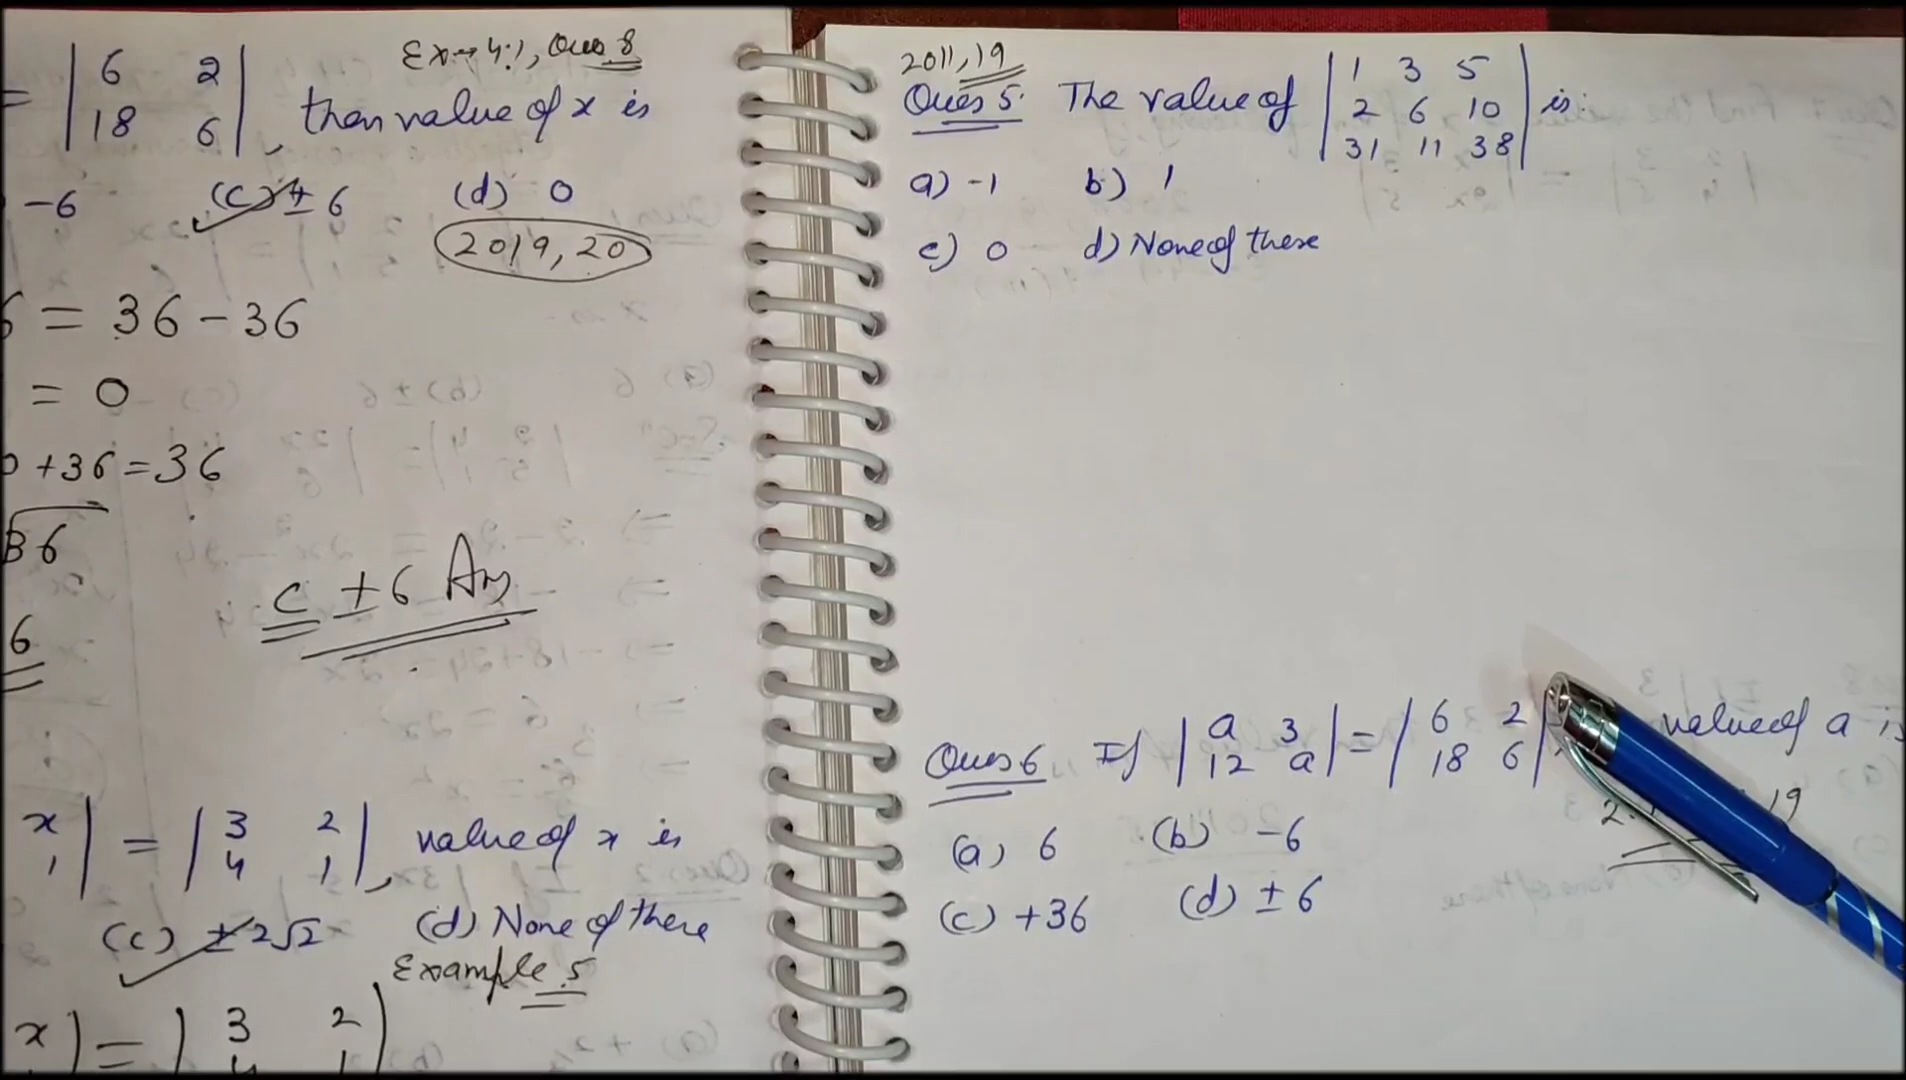 Ex → 4.1, Ques 8
= | 6 2 |
| 18 6 |, then value of x is
-6 (c) ± 6 (d) 0
2019, 20
6 = 36 - 36
= 0
+36 = 36
36
6
c ± 6 Ans
| x | = | 3 2 |, value of x is
| 1 | | 4 1 |
(c) ± 2√2 (d) None of these
Example 5
x | = | 3 2
4 1
2011, 19
Ques 5. The value of | 1 3 5 | is:
| 2 6 10 |
| 31 11 38 |
a) -1 b) 1
c) 0 d) None of these
Ques 6 If | a 3 | = | 6 2 | value of a is
| 12 a | | 18 6 |
19
(a) 6 (b) -6
(c) +36 (d) ± 6